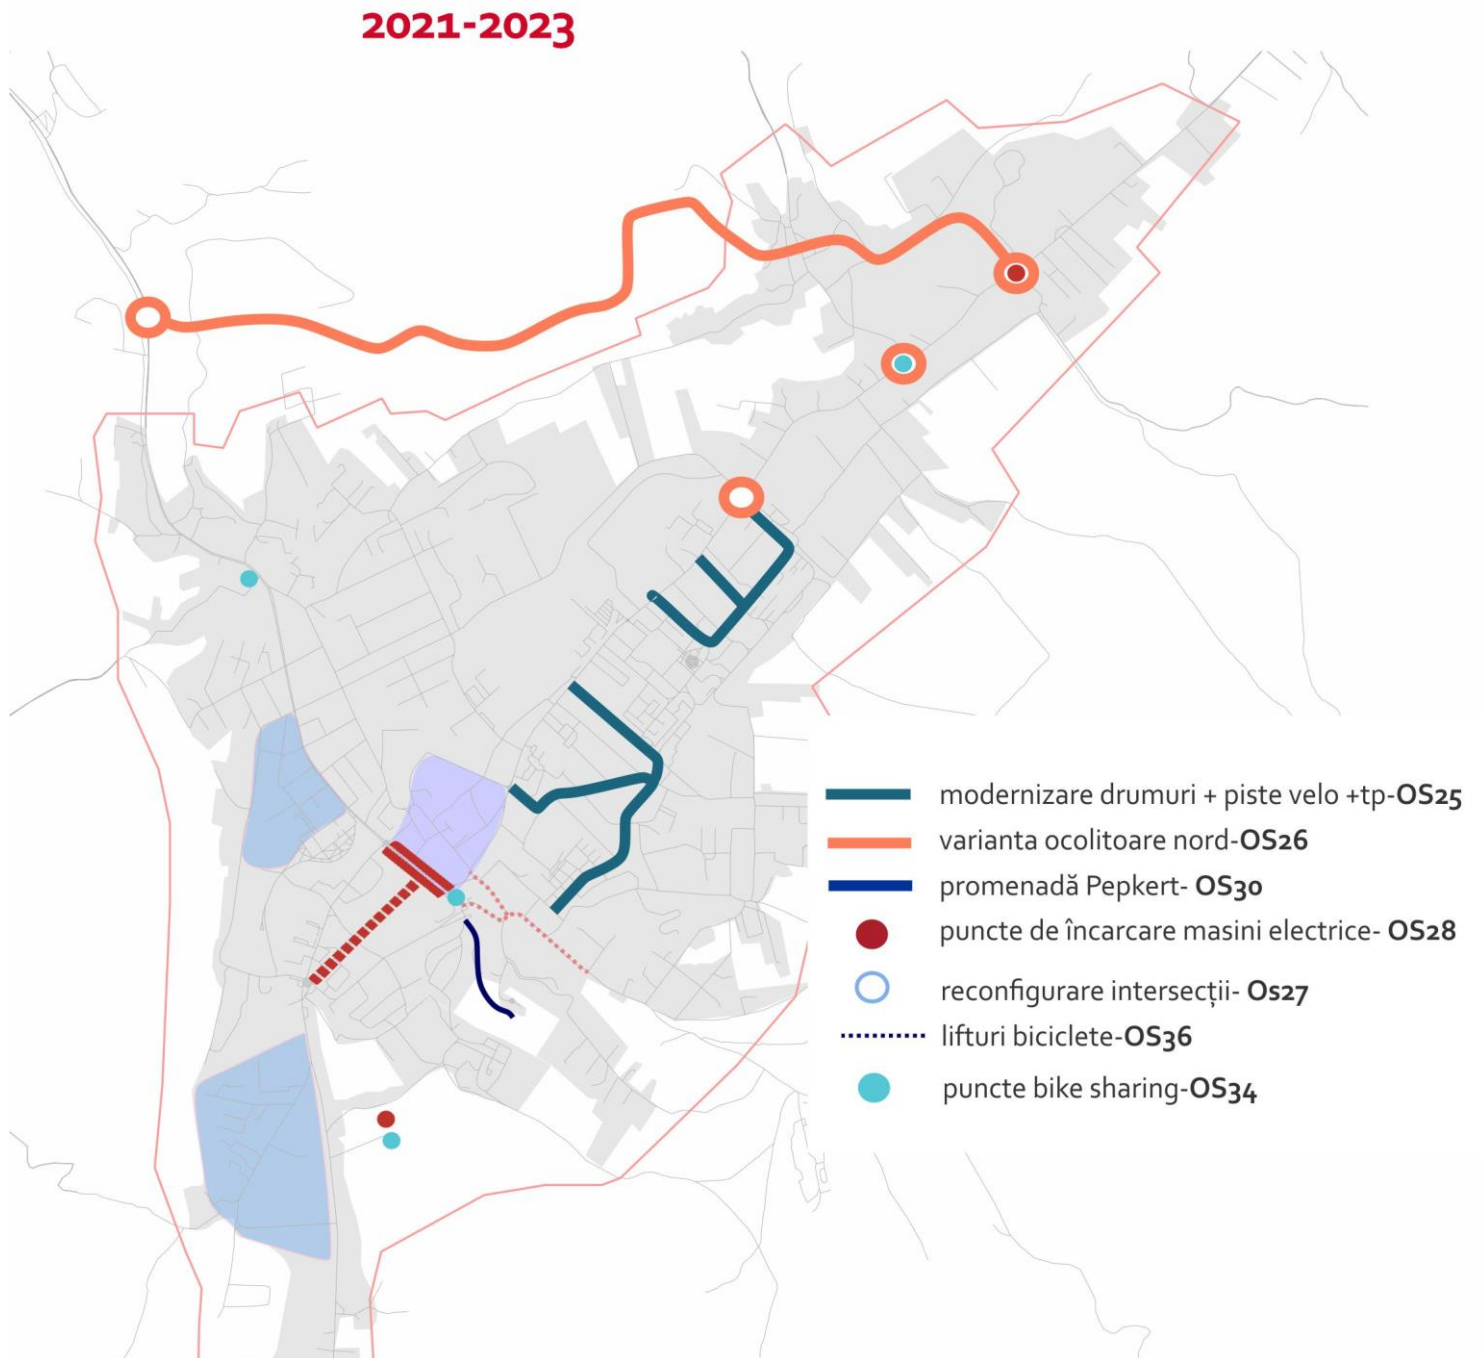 2021-2023
modernizare drumuri + piste velo +tp-OS25
varianta ocolitoare nord-OS26
promenadă Pepkert- OS30
puncte de încarcare masini electrice- OS28
reconfigurare intersecții- Os27
lifturi biciclete-OS36
puncte bike sharing-OS34